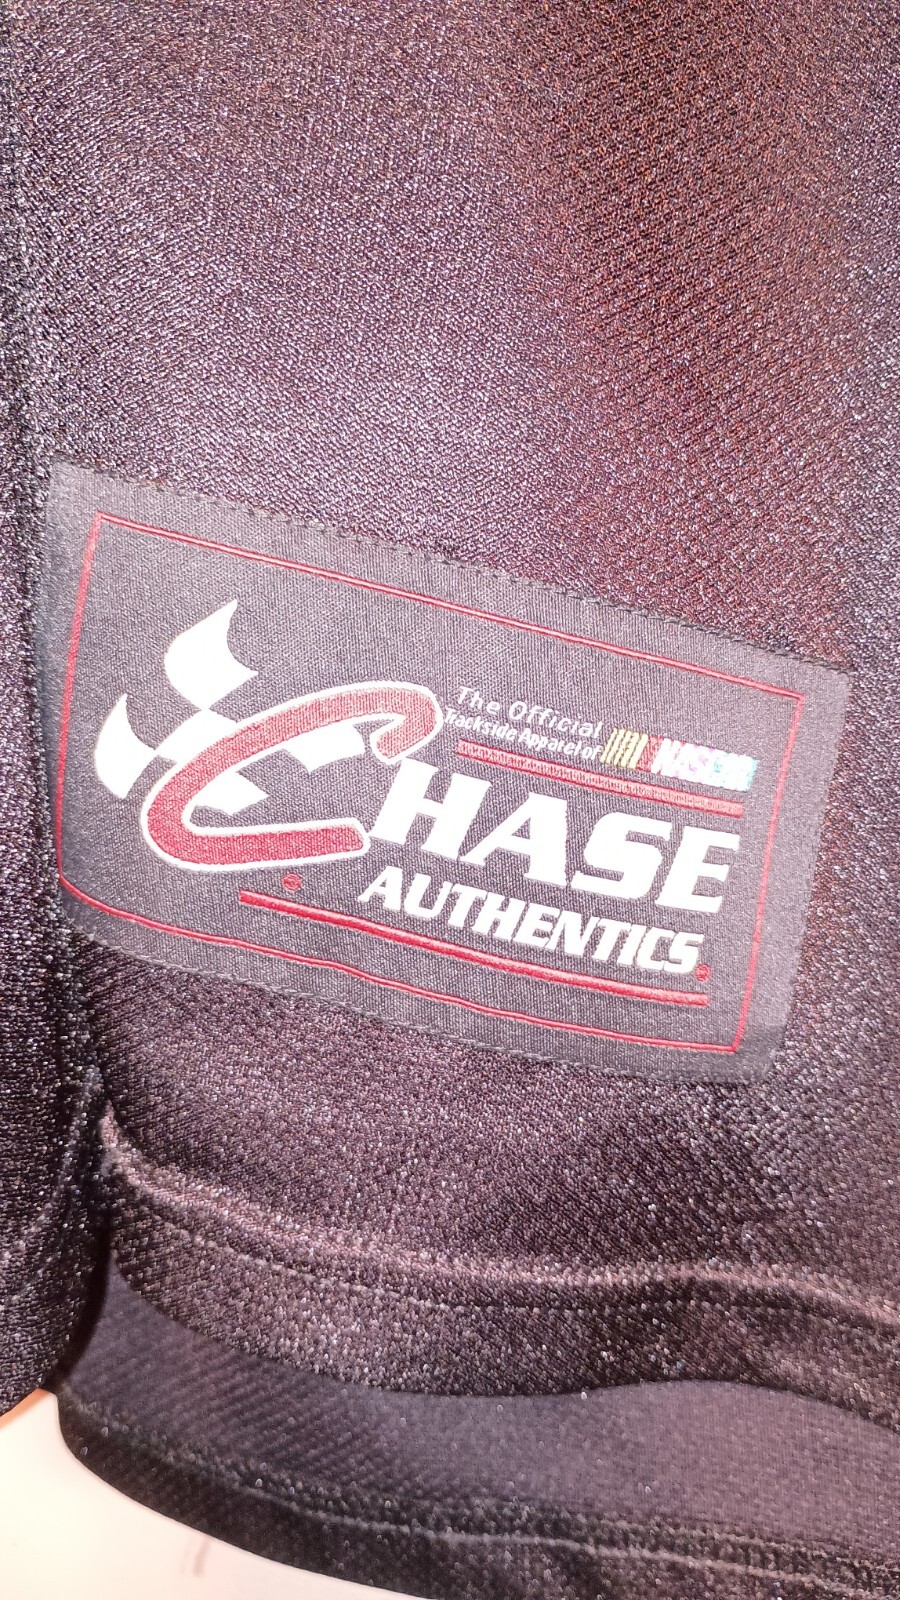 The Official
Trackside Apparel of NASCAR
CHASE
AUTHENTICS®